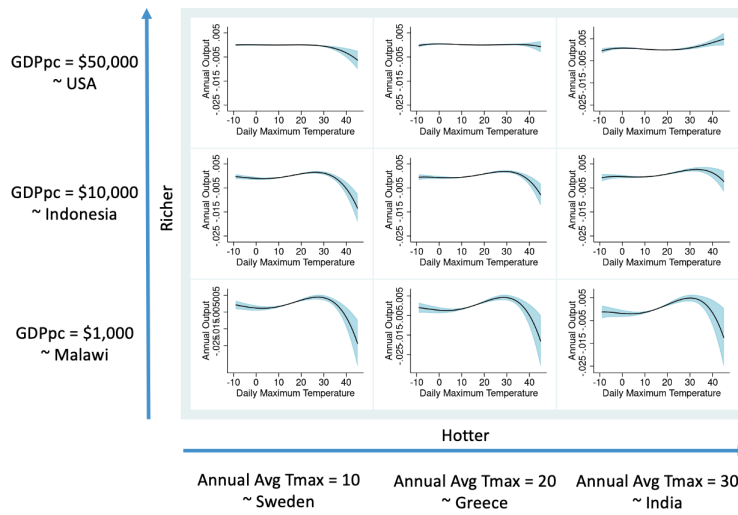 GDPpc = $50,000
~ USA
GDPpc = $10,000
~ Indonesia
GDPpc = $1,000
~ Malawi
Richer
Annual Output
.005
-.005
-.015
-.025
-10 0 10 20 30 40
Daily Maximum Temperature
Annual Output
.005
-.005
-.015
-.025
-10 0 10 20 30 40
Daily Maximum Temperature
Annual Output
.005
-.005
-.015
-.025
-10 0 10 20 30 40
Daily Maximum Temperature
Annual Output
.005
-.005
-.015
-.025
-10 0 10 20 30 40
Daily Maximum Temperature
Annual Output
.005
-.005
-.015
-.025
-10 0 10 20 30 40
Daily Maximum Temperature
Annual Output
.005
-.005
-.015
-.025
-10 0 10 20 30 40
Daily Maximum Temperature
Annual Output
-10 0 10 20 30 40
Daily Maximum Temperature
Annual Output
.005
-.005
-.015
-.025
-10 0 10 20 30 40
Daily Maximum Temperature
Annual Output
.005
-.005
-.015
-.025
-10 0 10 20 30 40
Daily Maximum Temperature
Hotter
Annual Avg Tmax = 10
~ Sweden
Annual Avg Tmax = 20
~ Greece
Annual Avg Tmax = 30
~ India